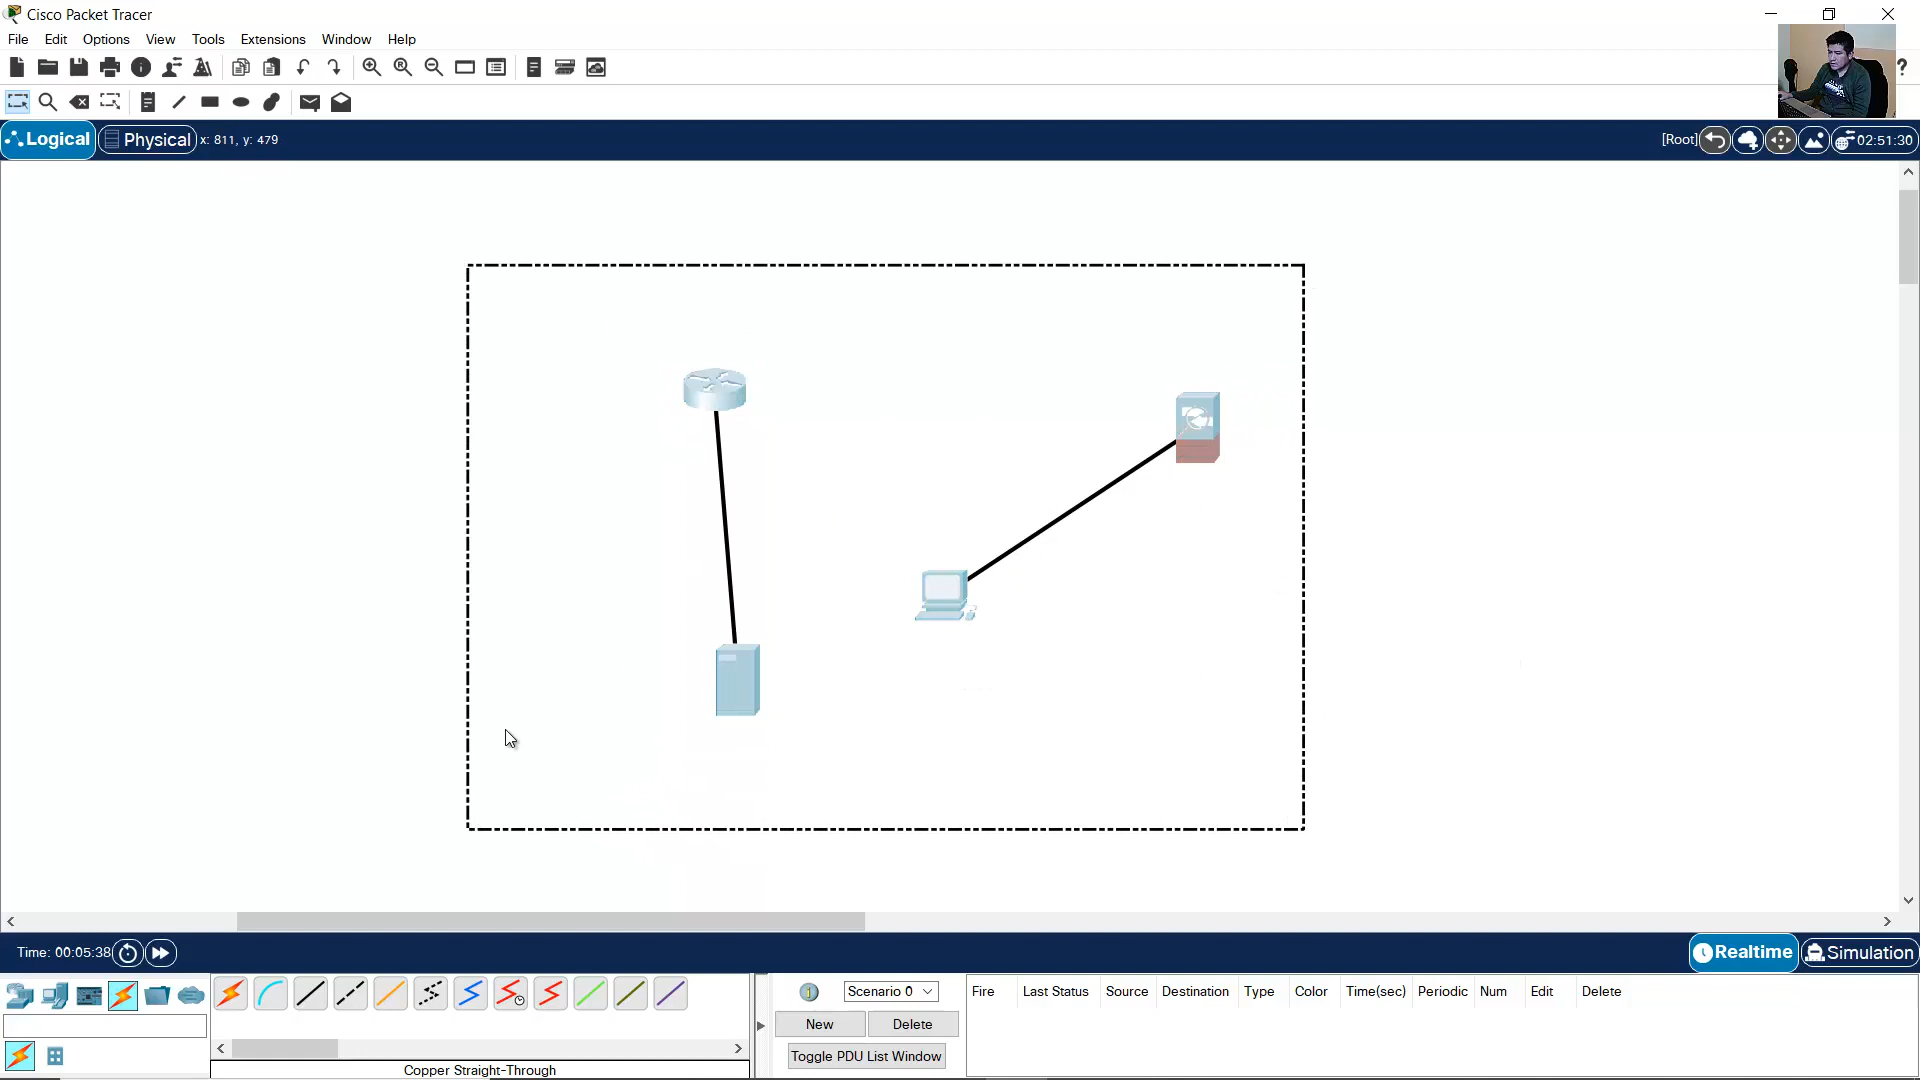 Cisco Packet Tracer
File Edit Options View Tools Extensions Window Help
?
Logical Physical x: 811, y: 479 [Root] 02:51:30
Time: 00:05:38 Realtime Simulation
Scenario 0 Fire Last Status Source Destination Type Color Time(sec) Periodic Num Edit Delete
New Delete
Toggle PDU List Window
Copper Straight-Through